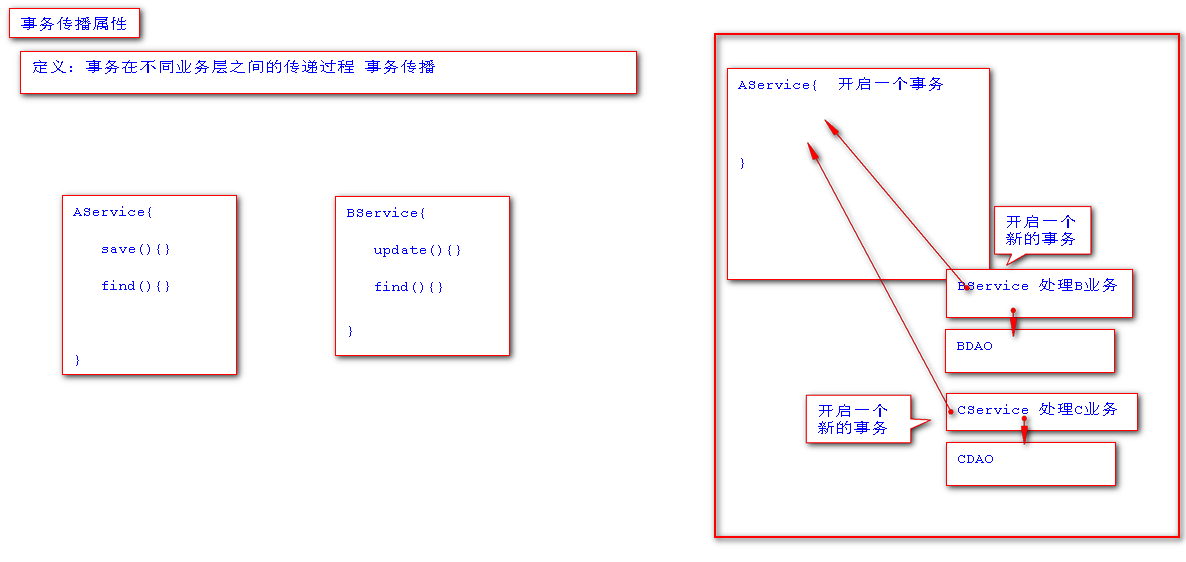 事务传播属性
定义：事务在不同业务层之间的传递过程 事务传播
AService{
save(){}
find(){}
}
BService{
update(){}
find(){}
}
AService{ 开启一个事务
}
开启一个
新的事务
BService 处理B业务
BDAO
开启一个
新的事务
CService 处理C业务
CDAO